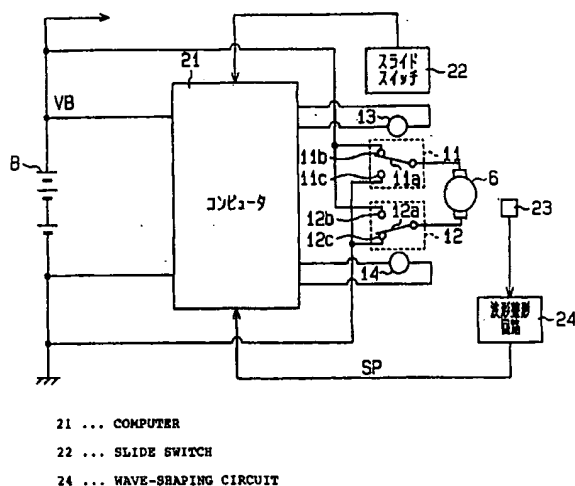 21
スライド
スイッチ
22
VB
13
B
11b
11
11c
11a
6
コンピュータ
12b
12a
23
12c
12
14
波形整形
回路
24
SP
21 ... COMPUTER
22 ... SLIDE SWITCH
24 ... WAVE-SHAPING CIRCUIT